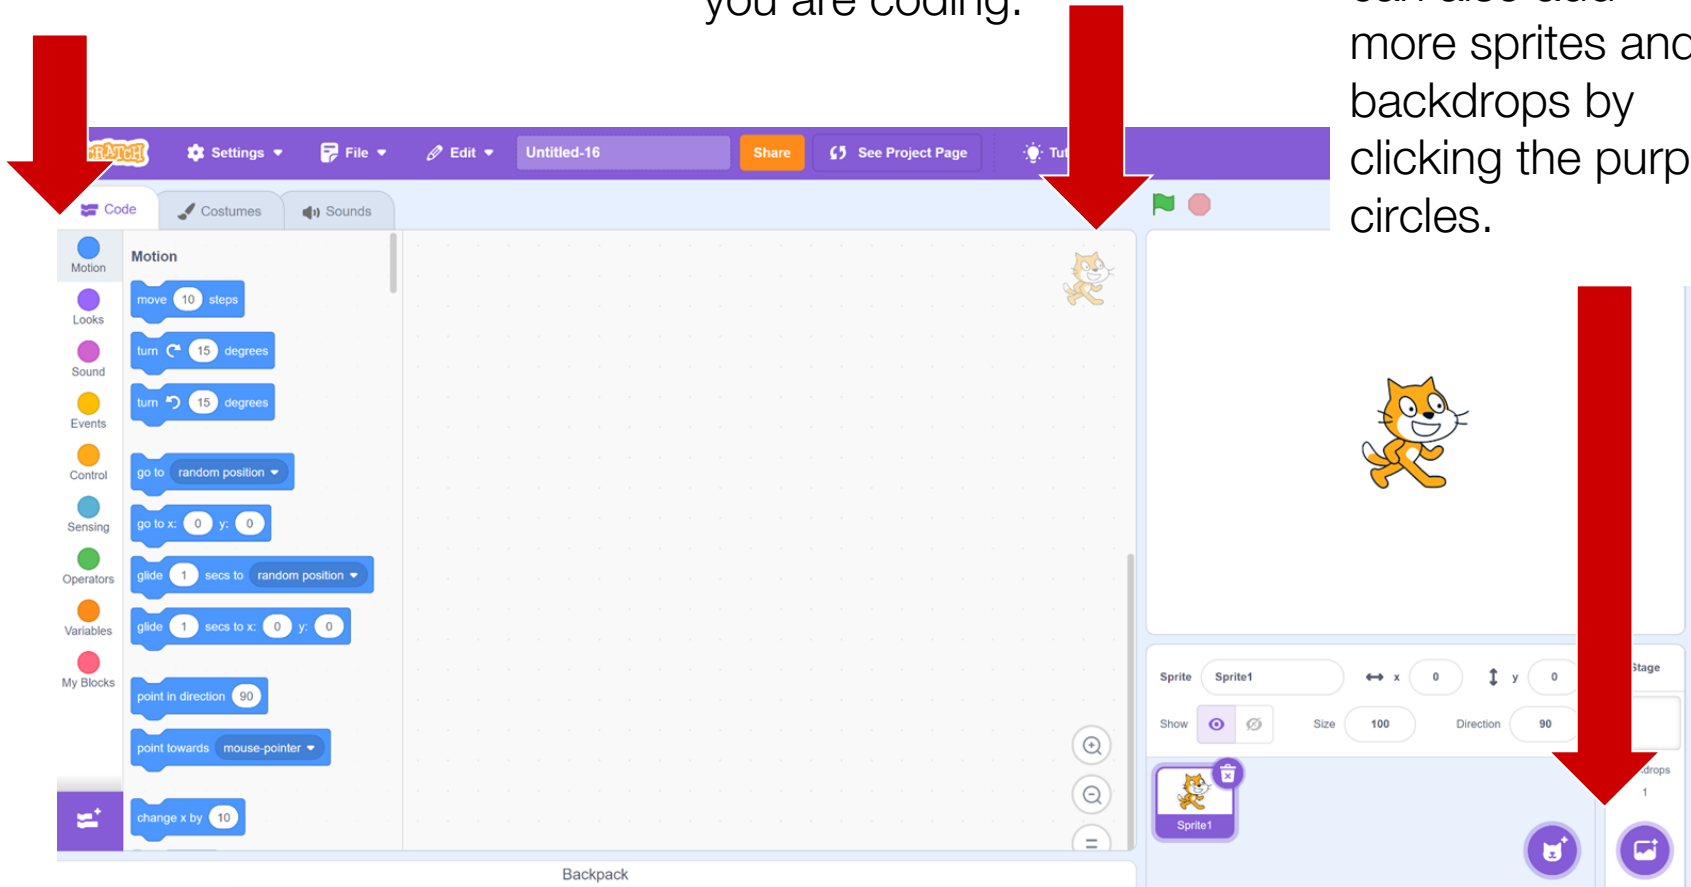 you are coding.
can also add
more sprites and
backdrops by
clicking the
circles.
Settings File Edit Untitled-16 Share See Project Page
Code Costumes Sounds
Motion
Looks
Sound
Events
Control
Sensing
Operators
Variables
My Blocks
Motion
move 10 steps
turn 15 degrees
turn 15 degrees
go to random position
go to x: 0 y: 0
glide 1 secs to random position
glide 1 secs to x: 0 y: 0
point in direction 90
point towards mouse-pointer
change x by 10
Backpack
Sprite Sprite1 x 0 y 0
Show Size 100 Direction 90
Sprite1
Stage
1